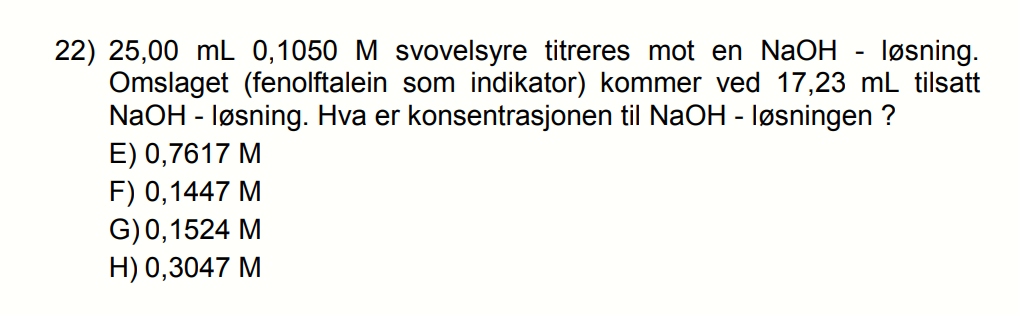 22) 25,00 mL 0,1050 M svovelsyre titreres mot en NaOH - løsning.
Omslaget (fenolftalein som indikator) kommer ved 17,23 mL tilsatt
NaOH - løsning. Hva er konsentrasjonen til NaOH - løsningen ?
E) 0,7617 M
F) 0,1447 M
G) 0,1524 M
H) 0,3047 M